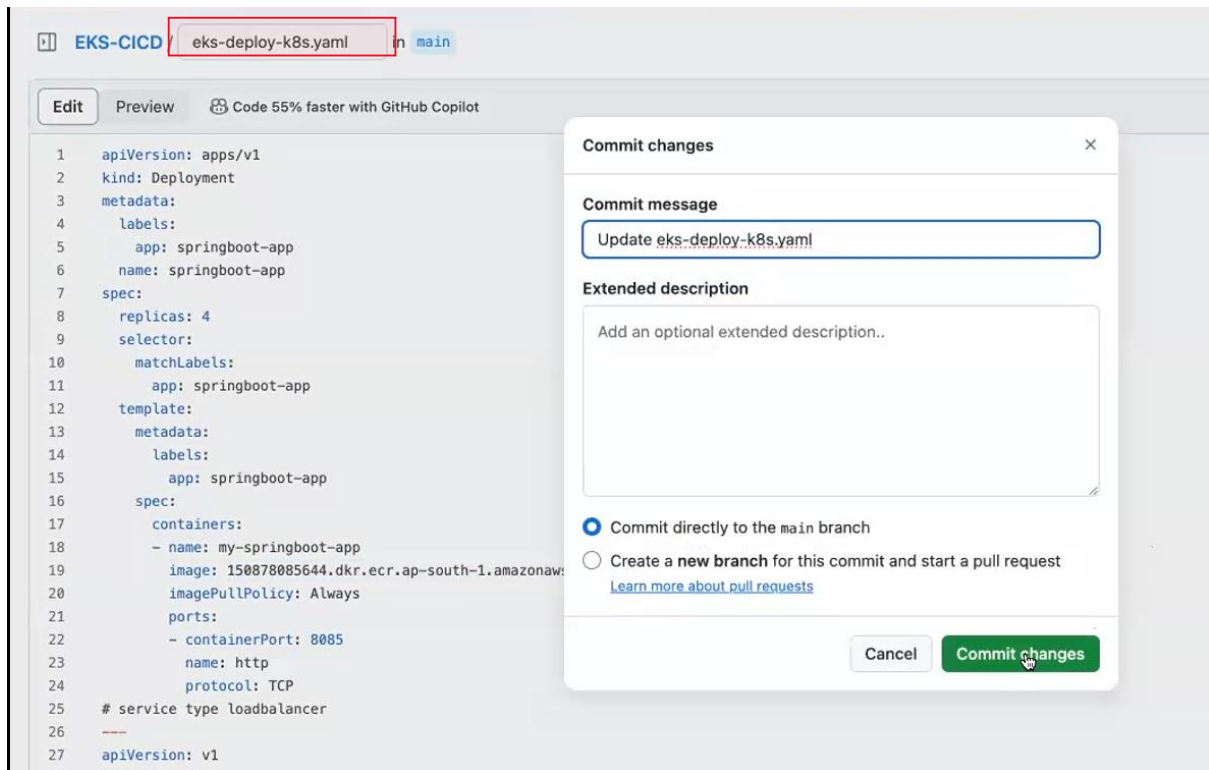 EKS-CICD / eks-deploy-k8s.yaml in main
Edit Preview Code 55% faster with GitHub Copilot
1 apiVersion: apps/v1
2 kind: Deployment
3 metadata:
4 labels:
5 app: springboot-app
6 name: springboot-app
7 spec:
8 replicas: 4
9 selector:
10 matchLabels:
11 app: springboot-app
12 template:
13 metadata:
14 labels:
15 app: springboot-app
16 spec:
17 containers:
18 - name: my-springboot-app
19 image: 150878085644.dkr.ecr.ap-south-1.amazonaws
20 imagePullPolicy: Always
21 ports:
22 - containerPort: 8085
23 name: http
24 protocol: TCP
25 # service type loadbalancer
26 ---
27 apiVersion: v1
Commit changes
Commit message
Update eks-deploy-k8s.yaml
Extended description
Add an optional extended description..
Commit directly to the main branch
Create a new branch for this commit and start a pull request
Learn more about pull requests
Cancel Commit changes